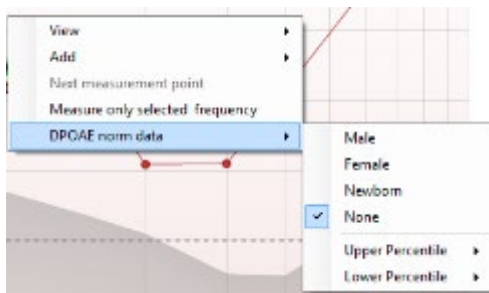 View
Add
Next measurement point
Measure only selected frequency
DPOAE norm data
Male
Female
Newborn
None
Upper Percentile
Lower Percentile